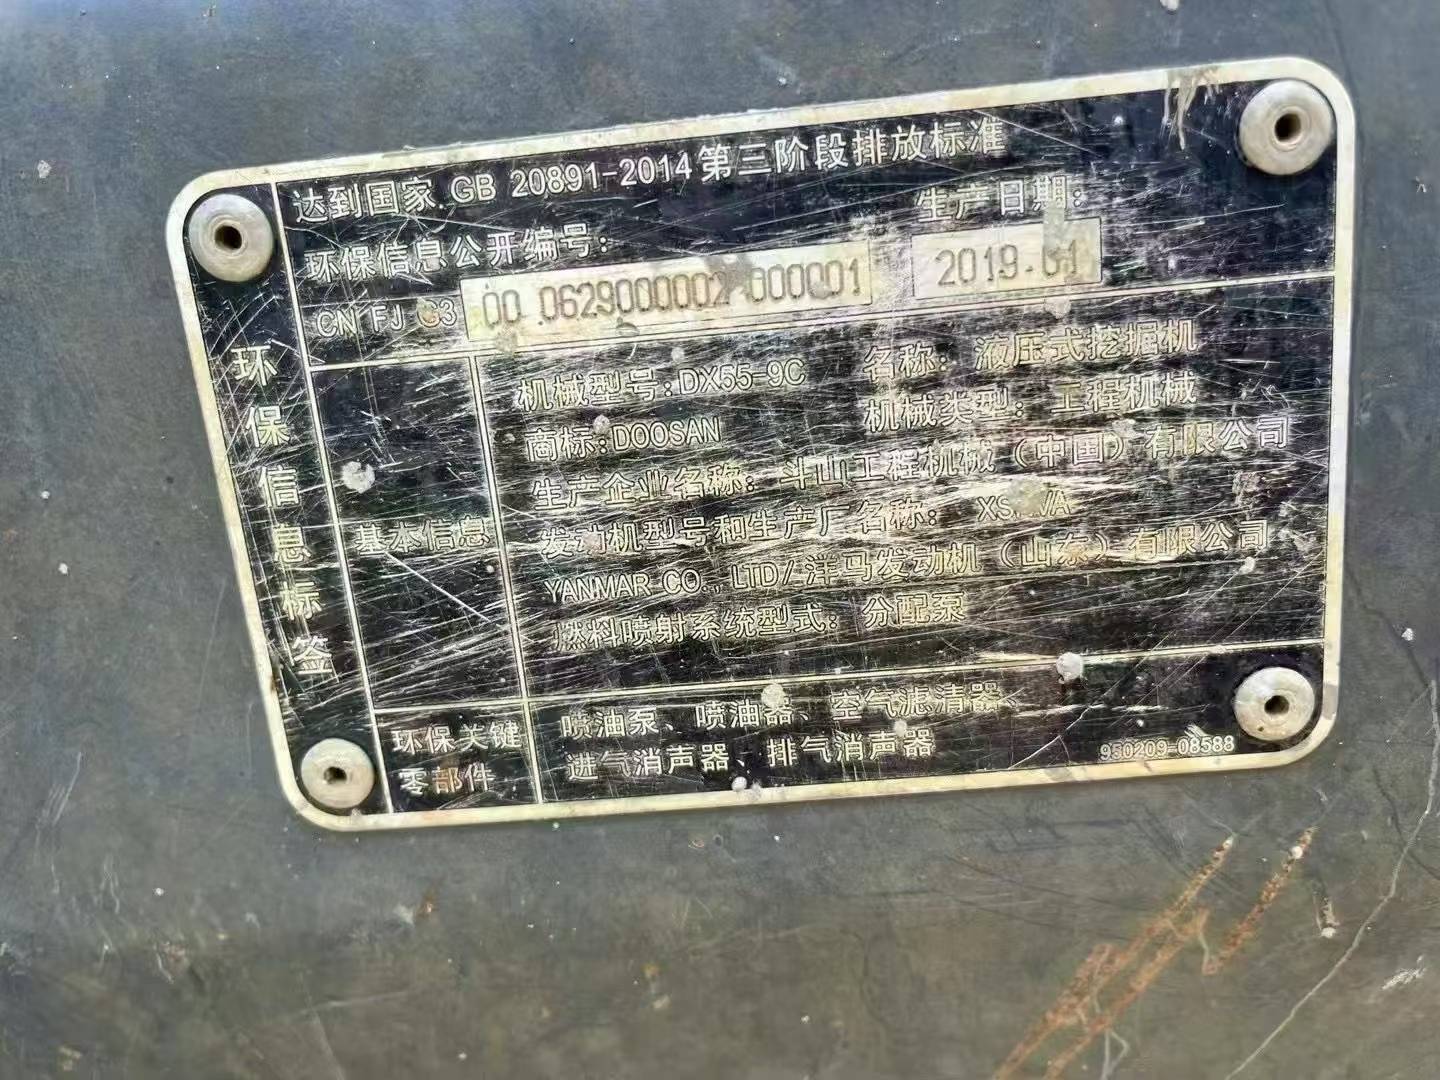 达到国家 GB 20891-2014 第三阶段排放标准
环保信息公开编号: 生产日期:
CN FJ G3 00 0629000002 000001 2019.01
环保信息标签
基本信息
机械型号:DX55-9C 名称: 液压式挖掘机
商标:DOOSAN 机械类型: 工程机械
生产企业名称: 斗山工程机械（中国）有限公司
发动机型号和生产厂名称:
YANMAR CO., LTD/洋马发动机（山东）有限公司
燃料喷射系统型式: 分配泵
环保关键零部件
喷油泵、喷油器、空气滤清器、
进气消声器、排气消声器
950209-08588